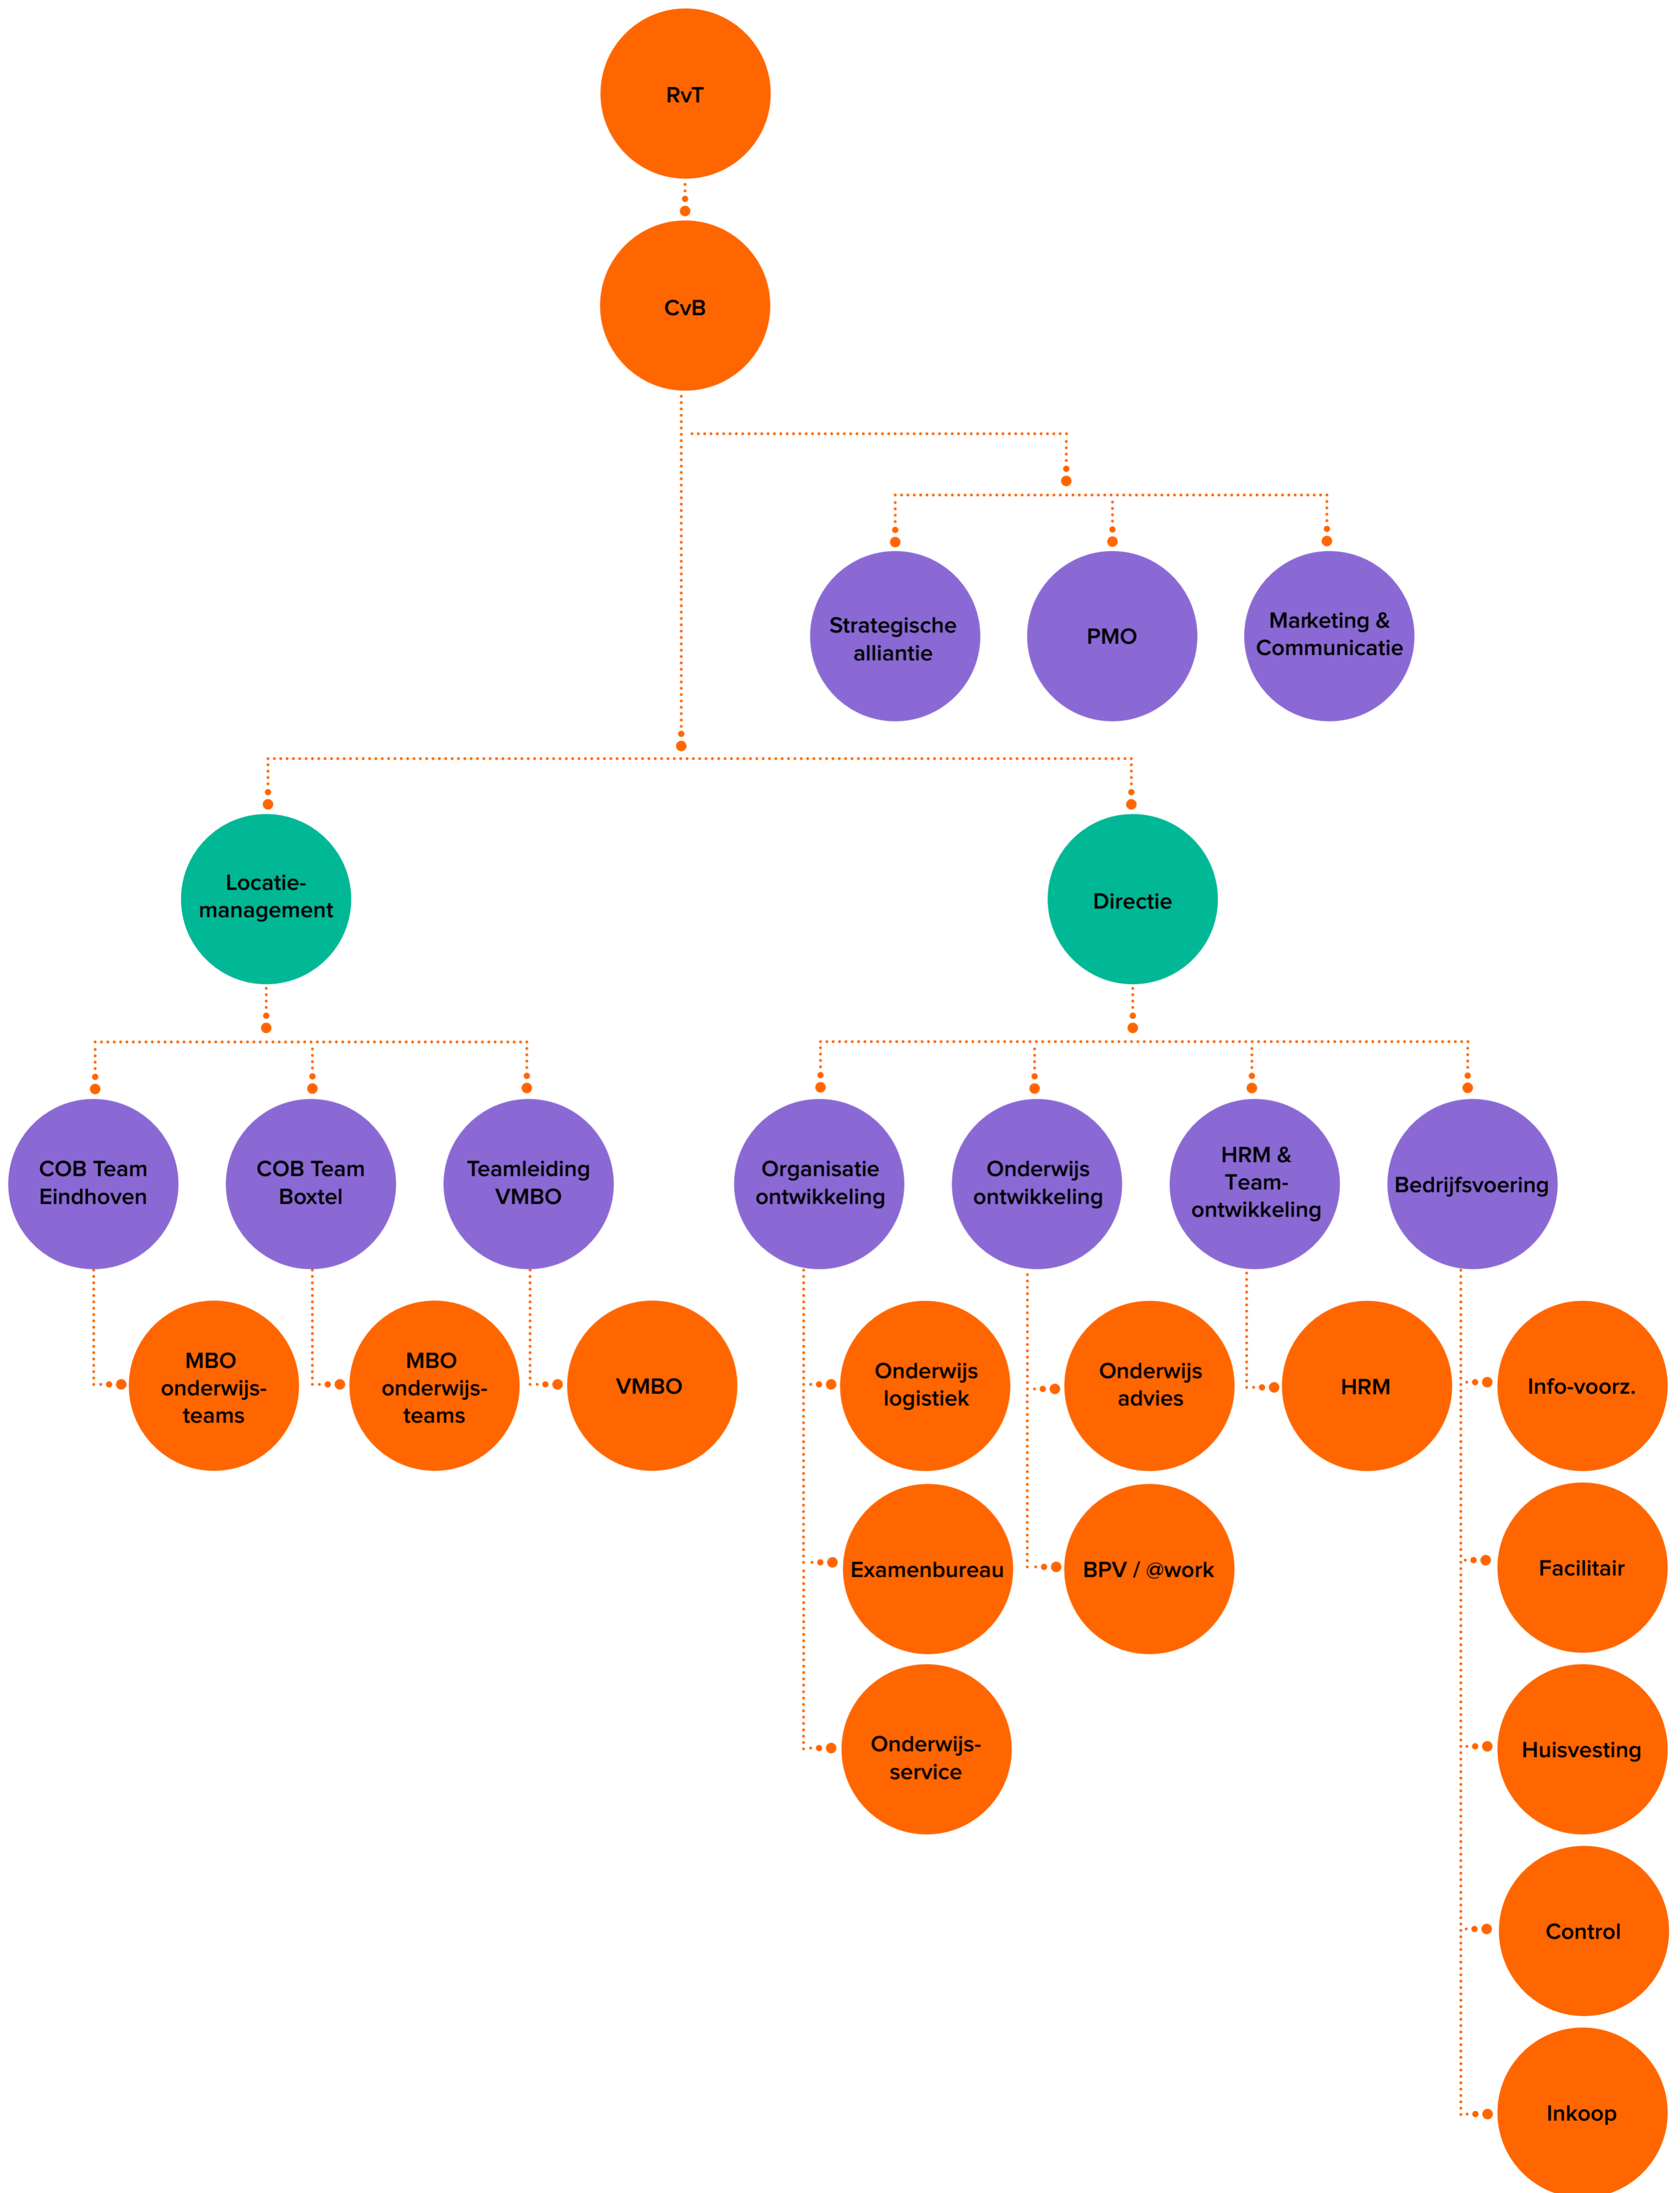 RvT
CvB
Strategische
alliantie
PMO
Marketing &
Communicatie
Locatie-
management
Directie
COB Team
Eindhoven
COB Team
Boxtel
Teamleiding
VMBO
Organisatie
ontwikkeling
Onderwijs
ontwikkeling
HRM &
Team-
ontwikkeling
Bedrijfsvoering
MBO
onderwijs-
teams
MBO
onderwijs-
teams
VMBO
Onderwijs
logistiek
Onderwijs
advies
HRM
Info-voorz.
Examenbureau
BPV / @work
Facilitair
Onderwijs-
service
Huisvesting
Control
Inkoop